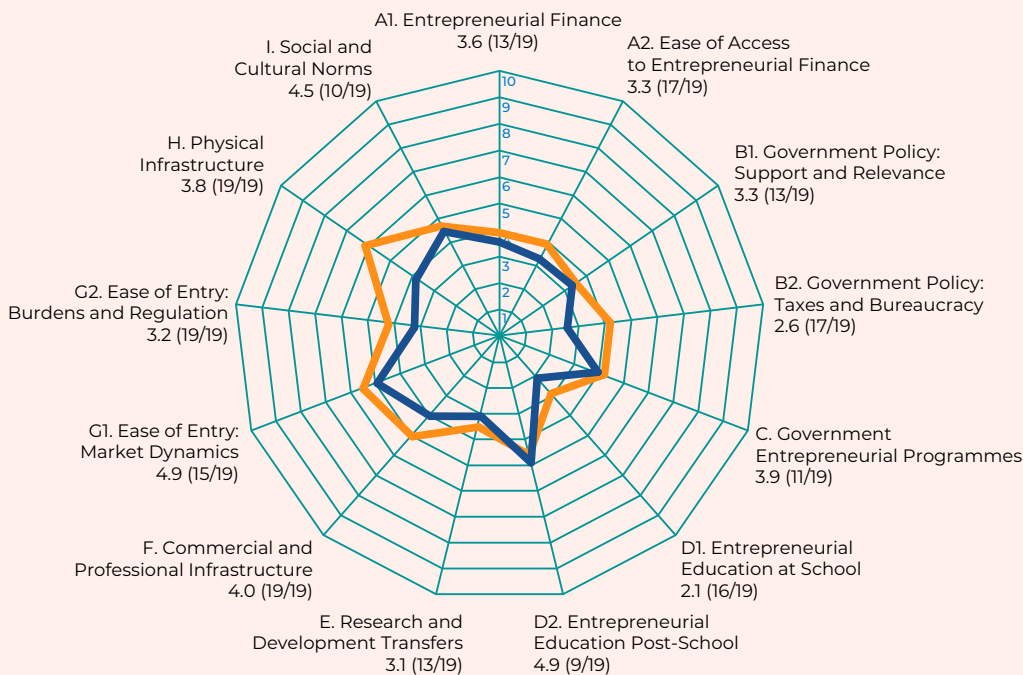 A1. Entrepreneurial Finance
3.6 (13/19)
A2. Ease of Access
to Entrepreneurial Finance
3.3 (17/19)
B1. Government Policy:
Support and Relevance
3.3 (13/19)
B2. Government Policy:
Taxes and Bureaucracy
2.6 (17/19)
C. Government
Entrepreneurial Programmes
3.9 (11/19)
D1. Entrepreneurial
Education at School
2.1 (16/19)
D2. Entrepreneurial
Education Post-School
4.9 (9/19)
E. Research and
Development Transfers
3.1 (13/19)
F. Commercial and
Professional Infrastructure
4.0 (19/19)
G1. Ease of Entry:
Market Dynamics
4.9 (15/19)
G2. Ease of Entry:
Burdens and Regulation
3.2 (19/19)
H. Physical
Infrastructure
3.8 (19/19)
I. Social and
Cultural Norms
4.5 (10/19)
10
9
8
7
6
5
3
2
1